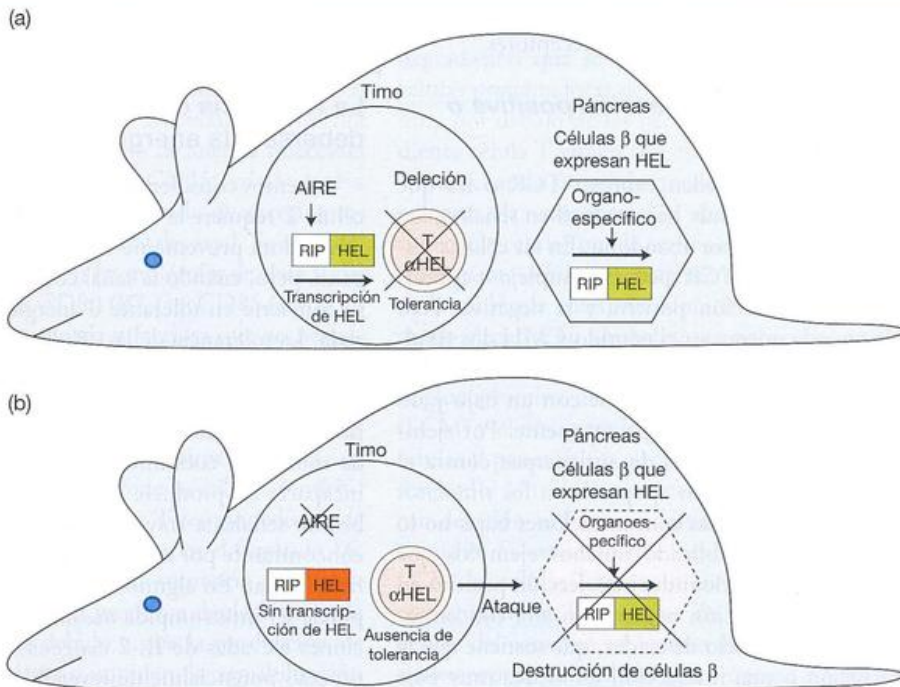 (a)
Timo
Páncreas
Células β que
expresan HEL
AIRE
Deleción
Organo-
específico
RIP HEL
T
αHEL
RIP HEL
Transcripción
de HEL
Tolerancia
(b)
Timo
Páncreas
Células β que
expresan HEL
AIRE
Organoes
pecífico
RIP HEL
T
αHEL
Ataque
RIP HEL
Sin transcrip-
ción de HEL
Ausencia de
tolerancia
Destrucción de células β